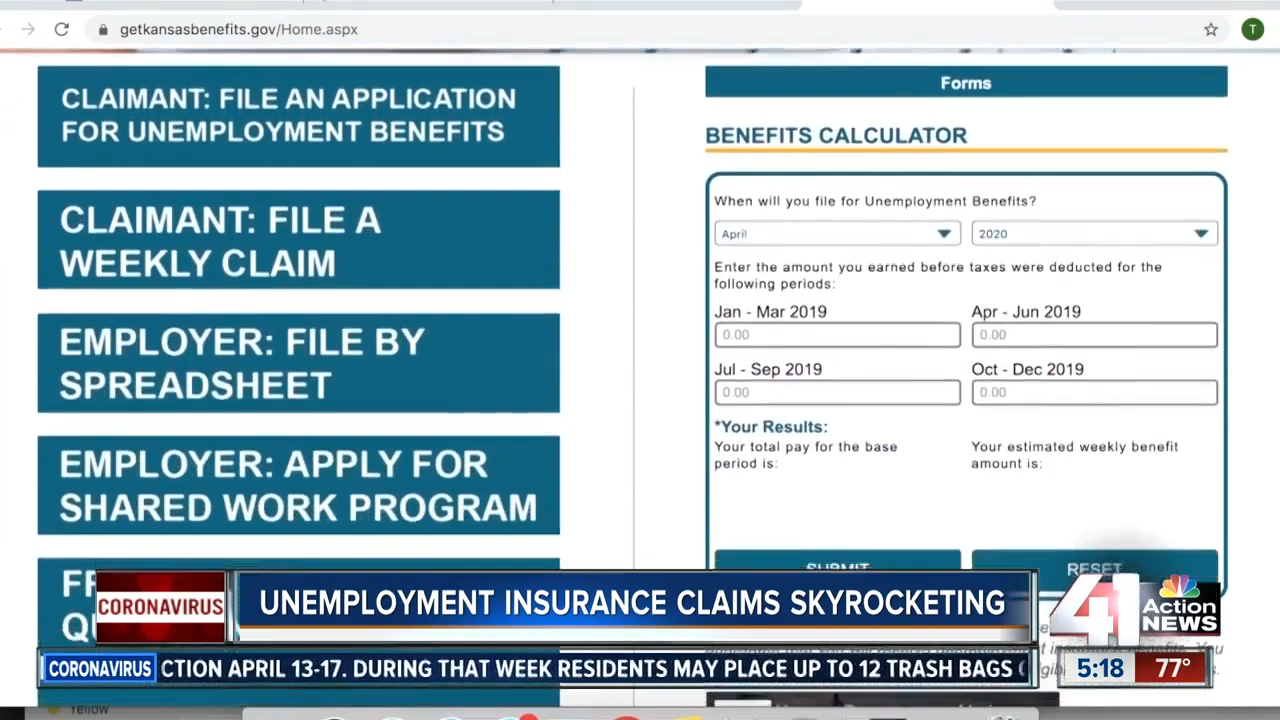 getkansasbenefits.gov/Home.aspx
T
CLAIMANT: FILE AN APPLICATION
FOR UNEMPLOYMENT BENEFITS
CLAIMANT: FILE A
WEEKLY CLAIM
EMPLOYER: FILE BY
SPREADSHEET
EMPLOYER: APPLY FOR
SHARED WORK PROGRAM
Forms
BENEFITS CALCULATOR
When will you file for Unemployment Benefits?
April 2020
Enter the amount you earned before taxes were deducted for the
following periods:
Jan - Mar 2019 Apr - Jun 2019
0.00 0.00
Jul - Sep 2019 Oct - Dec 2019
0.00 0.00
*Your Results:
Your total pay for the base
period is:
Your estimated weekly benefit
amount is:
SUBMIT RESET
CORONAVIRUS
UNEMPLOYMENT INSURANCE CLAIMS SKYROCKETING
41 Action
NEWS
CORONAVIRUS CTION APRIL 13-17. DURING THAT WEEK RESIDENTS MAY PLACE UP TO 12 TRASH BAGS
5:18 77°
Yellow